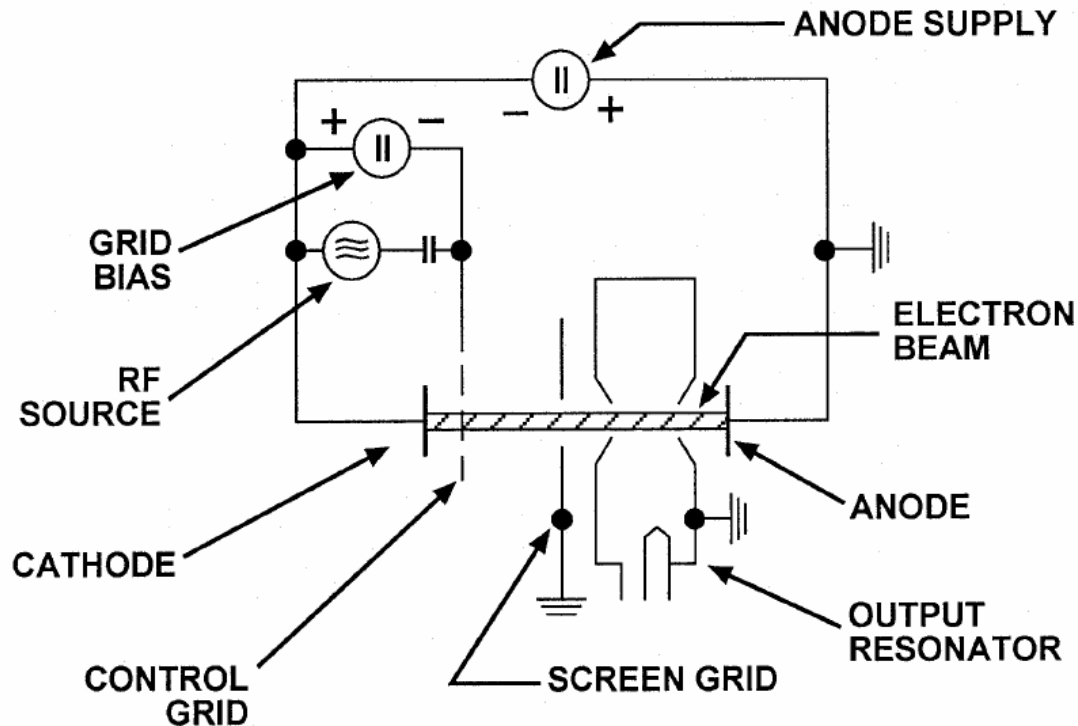 ANODE SUPPLY
- +
+ -
GRID
BIAS
RF
SOURCE
ELECTRON
BEAM
ANODE
CATHODE
OUTPUT
RESONATOR
CONTROL
GRID
SCREEN GRID